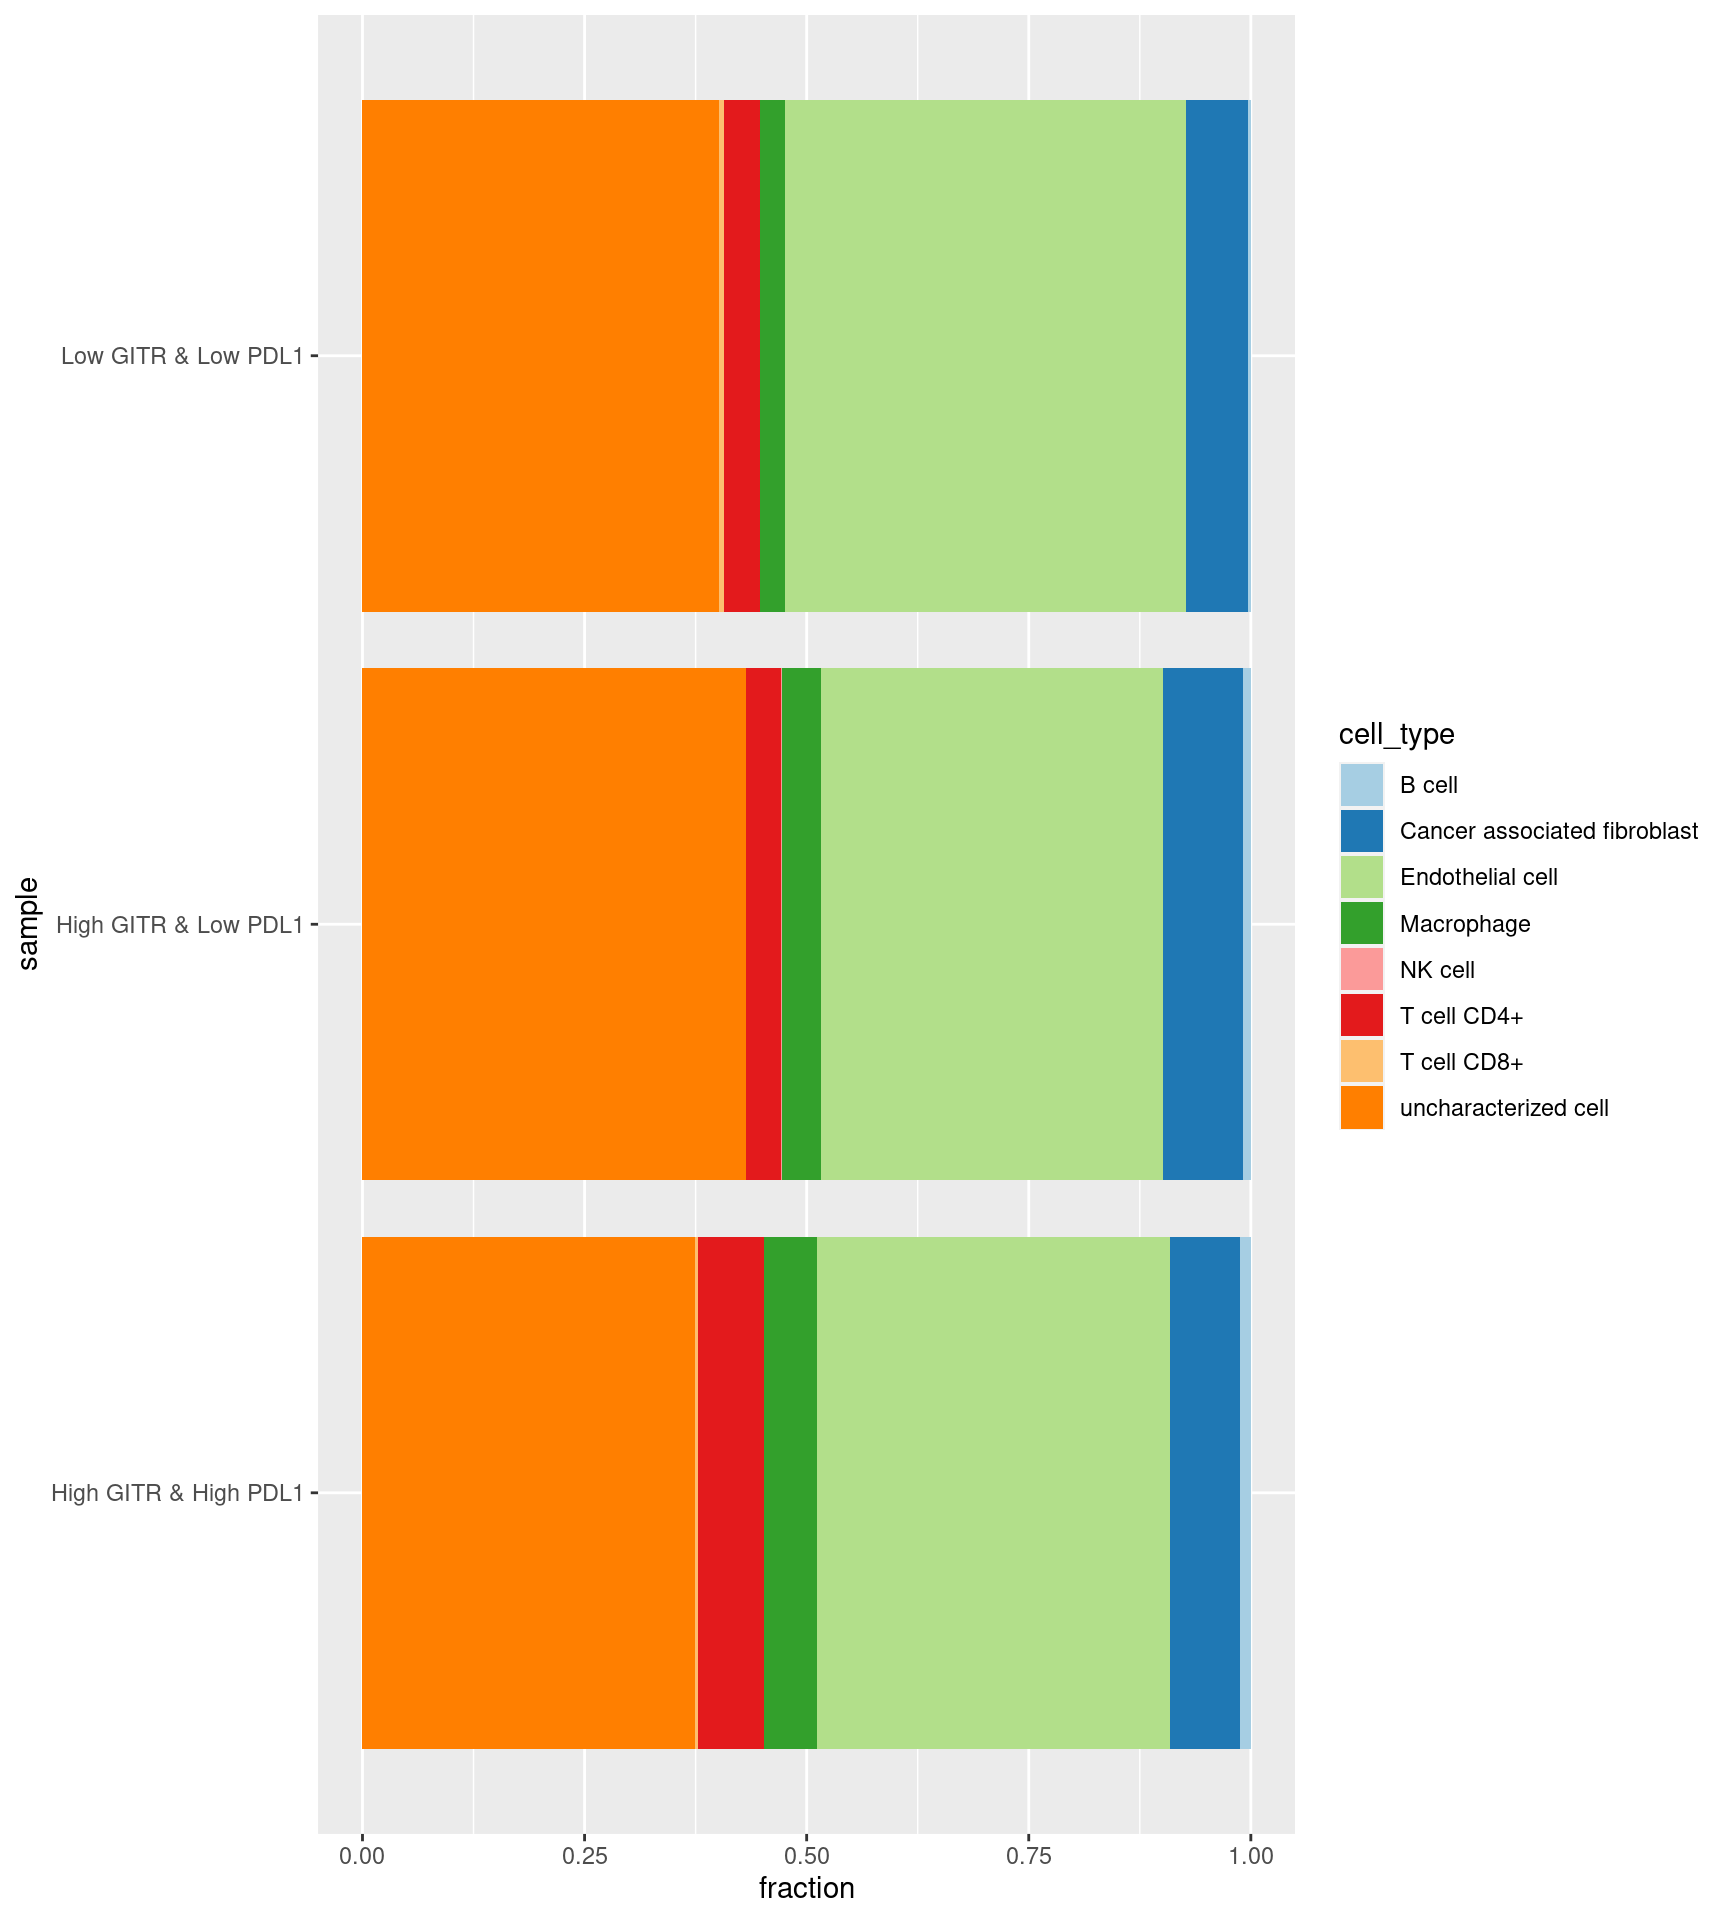 sample
Low GITR & Low PDL1
High GITR & Low PDL1
High GITR & High PDL1
0.00 0.25 0.50 0.75 1.00
fraction
cell_type
B cell
Cancer associated fibroblast
Endothelial cell
Macrophage
NK cell
T cell CD4+
T cell CD8+
uncharacterized cell